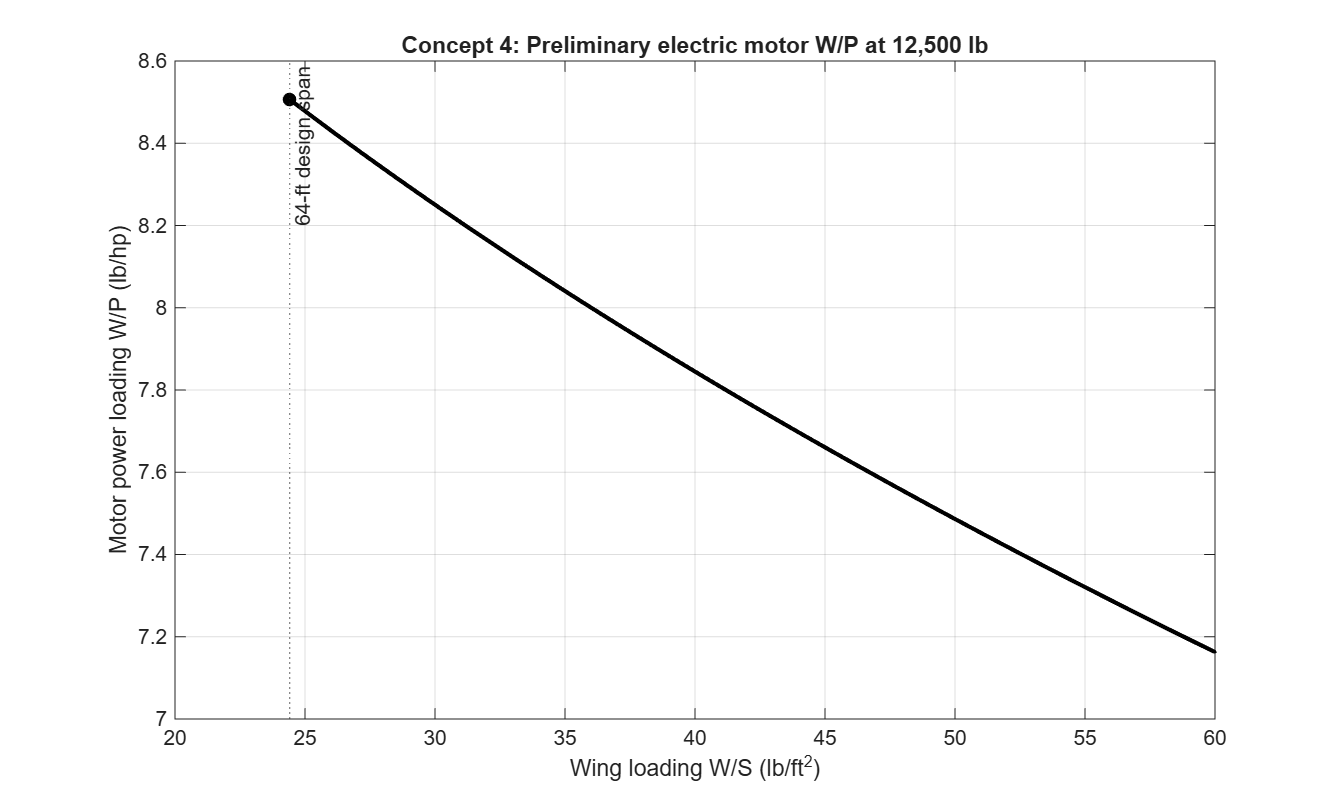 Concept 4: Preliminary electric motor W/P at 12,500 lb
8.6
8.4
8.2
8
7.8
7.6
7.4
7.2
7
Motor power loading W/P (lb/hp)
64-ft design span
20 25 30 35 40 45 50 55 60
Wing loading W/S (lb/ft²)